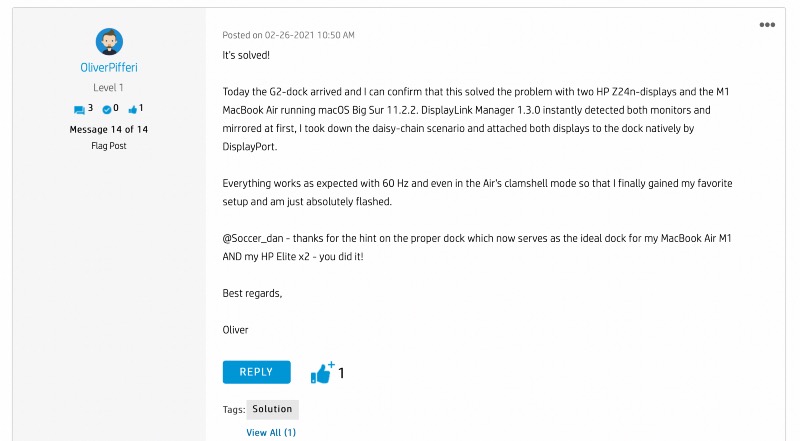 Posted on 02-26-2021 10:50 AM
OliverPifferi
Level 1
3 0 1
Message 14 of 14
Flag Post
It's solved!
Today the G2-dock arrived and I can confirm that this solved the problem with two HP Z24n-displays and the M1
MacBook Air running macOS Big Sur 11.2.2. DisplayLink Manager 1.3.0 instantly detected both monitors and
mirrored at first, I took down the daisy-chain scenario and attached both displays to the dock natively by
DisplayPort.
Everything works as expected with 60 Hz and even in the Air's clamshell mode so that I finally gained my favorite
setup and am just absolutely flashed.
@Soccer_dan - thanks for the hint on the proper dock which now serves as the ideal dock for my MacBook Air M1
AND my HP Elite x2 - you did it!
Best regards,
Oliver
REPLY
1
Tags: Solution
View All (1)